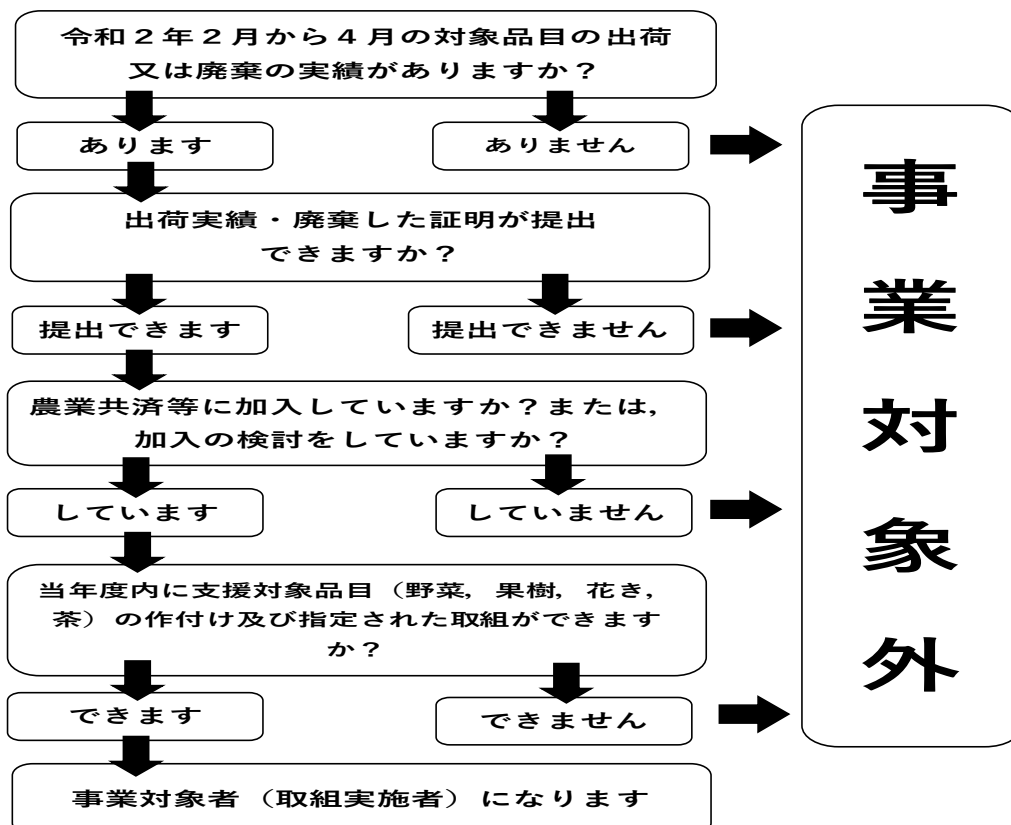 令和２年２月から４月の対象品目の出荷
又は廃棄の実績がありますか？
あります
ありません
出荷実績・廃棄した証明が提出
できますか？
提出できます
提出できません
農業共済等に加入していますか？または，
加入の検討をしていますか？
しています
していません
当年度内に支援対象品目（野菜，果樹，花き，
茶）の作付け及び指定された取組ができます
か？
できます
できません
事業対象者（取組実施者）になります
事業対象外